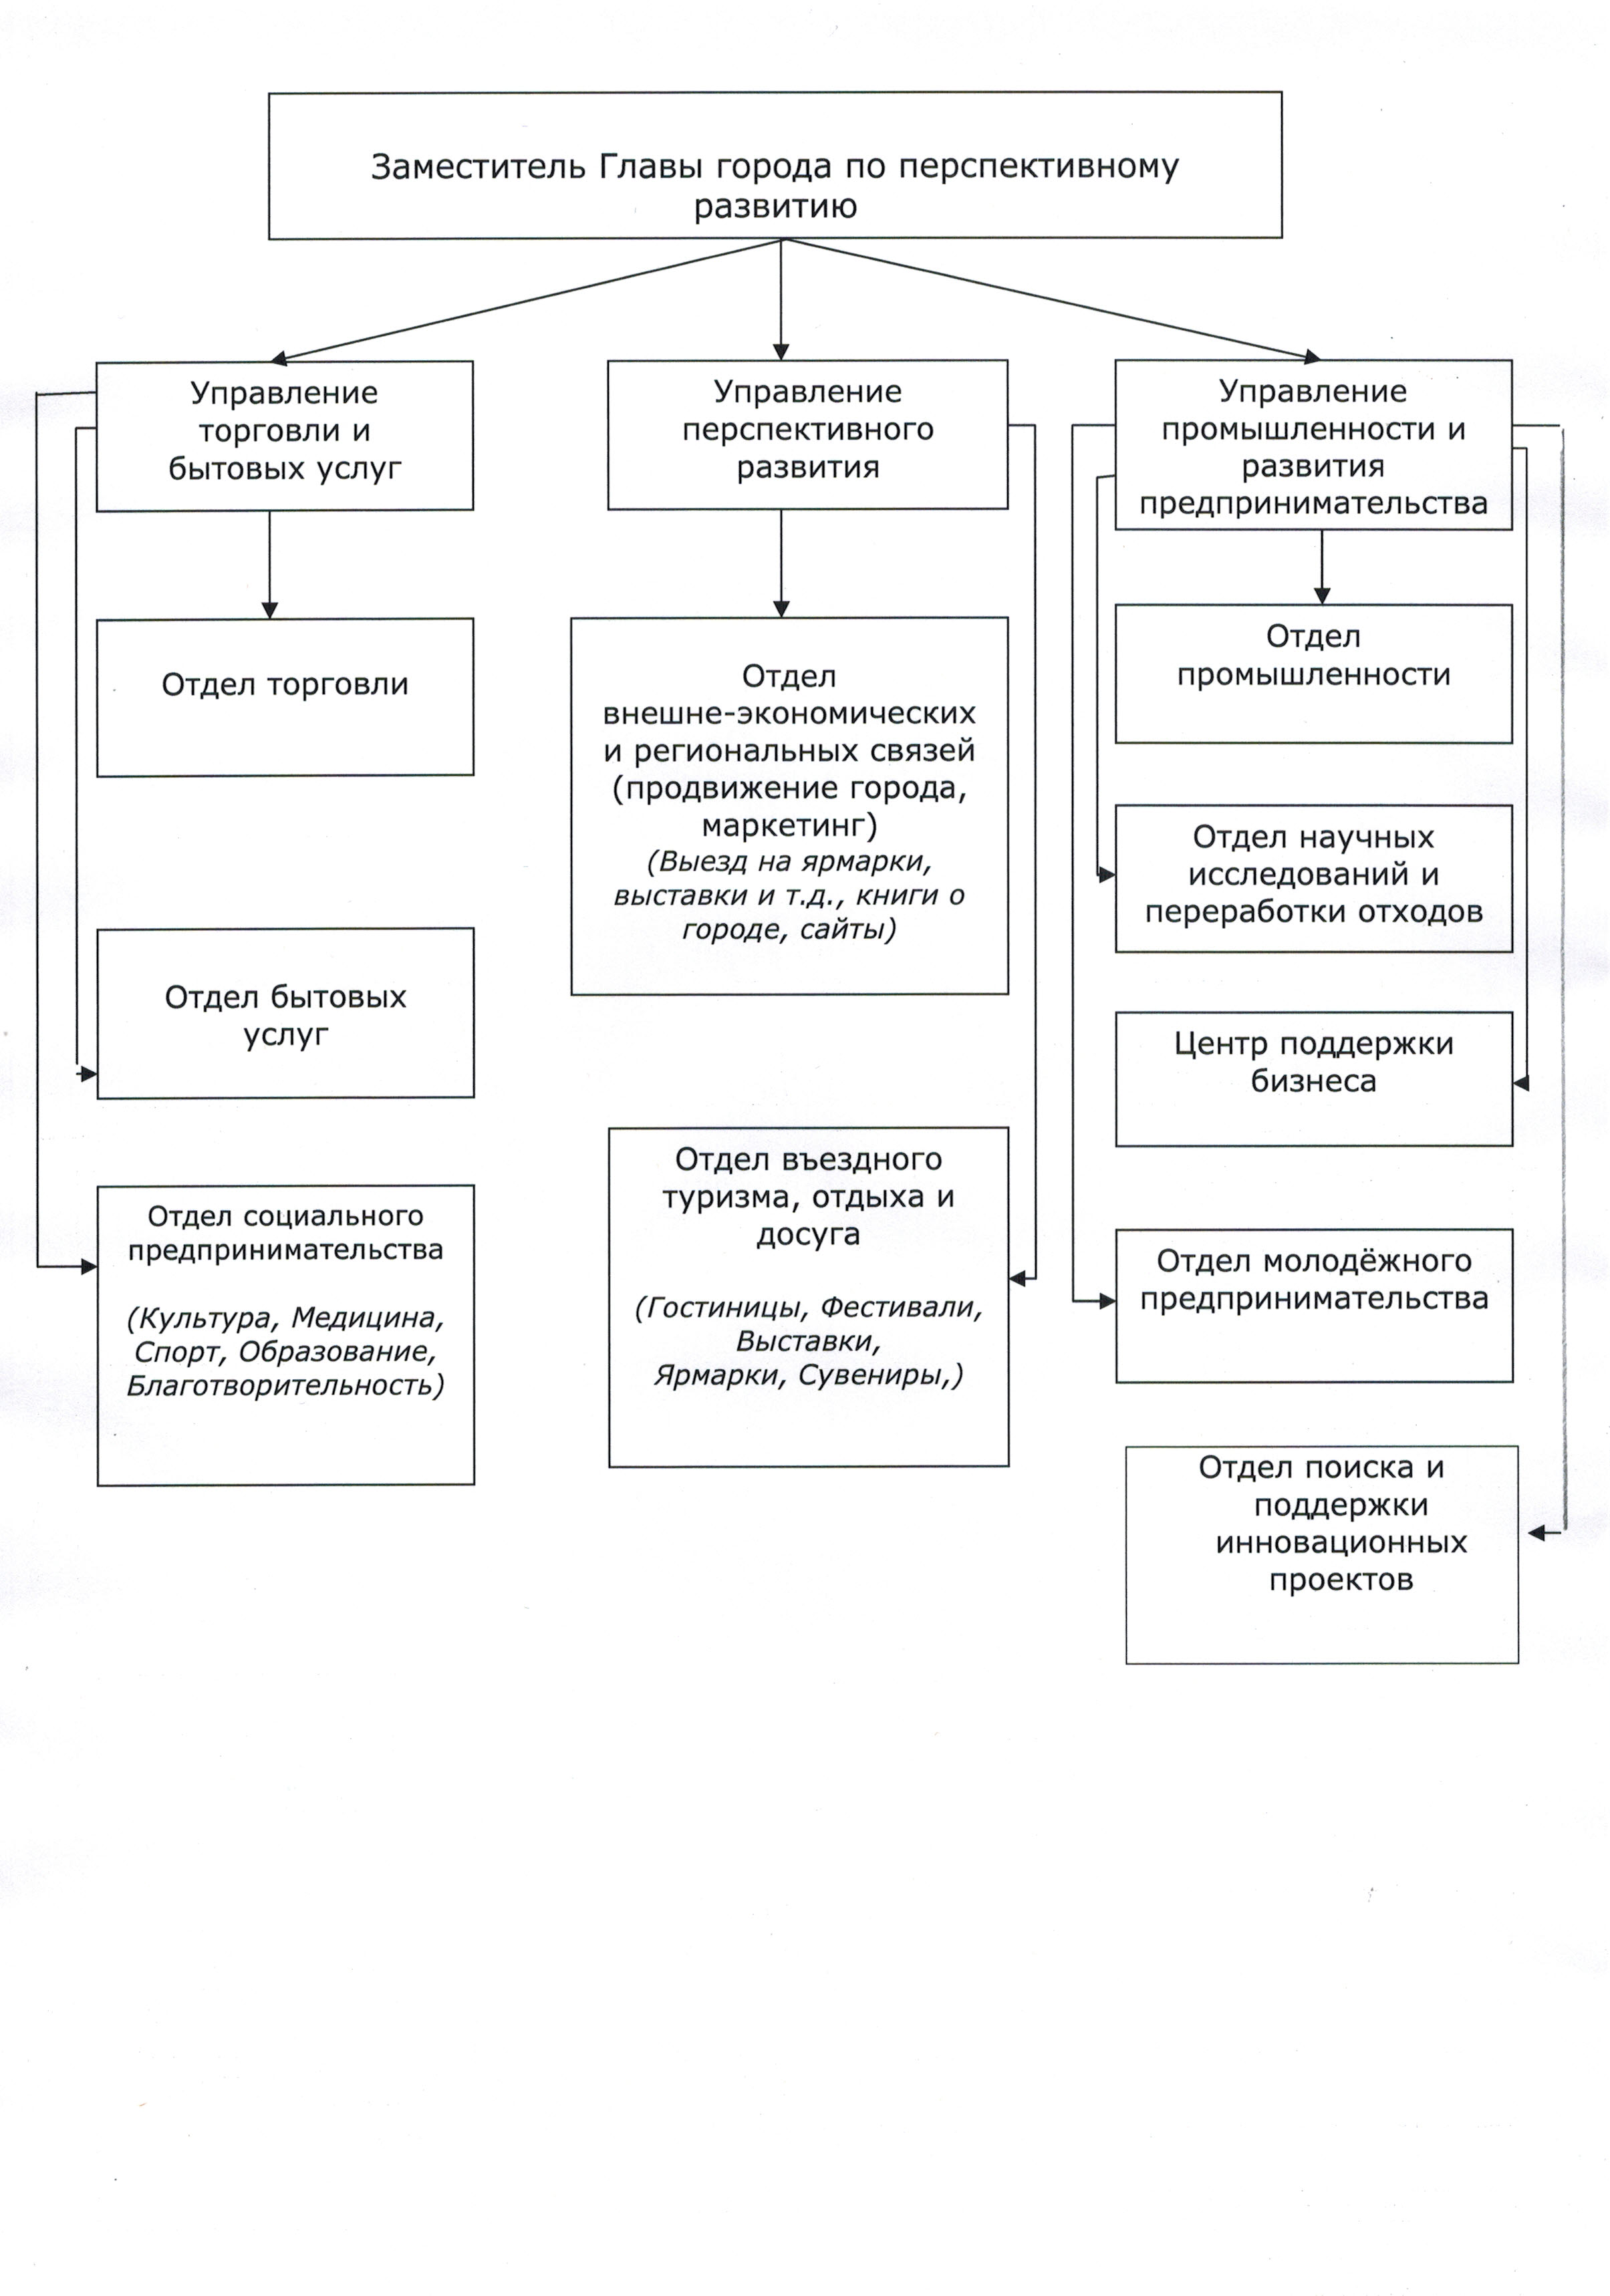 Заместитель Главы города по перспективному
развитию
Управление
торговли и
бытовых услуг
Управление
перспективного
развития
Управление
промышленности и
развития
предпринимательства
Отдел торговли
Отдел бытовых
услуг
Отдел социального
предпринимательства
(Культура, Медицина,
Спорт, Образование,
Благотворительность)
Отдел
внешне-экономических
и региональных связей
(продвижение города,
маркетинг)
(Выезд на ярмарки,
выставки и т.д., книги о
городе, сайты)
Отдел въездного
туризма, отдыха и
досуга
(Гостиницы, Фестивали,
Выставки,
Ярмарки, Сувениры,)
Отдел
промышленности
Отдел научных
исследований и
переработки отходов
Центр поддержки
бизнеса
Отдел молодёжного
предпринимательства
Отдел поиска и
поддержки
инновационных
проектов